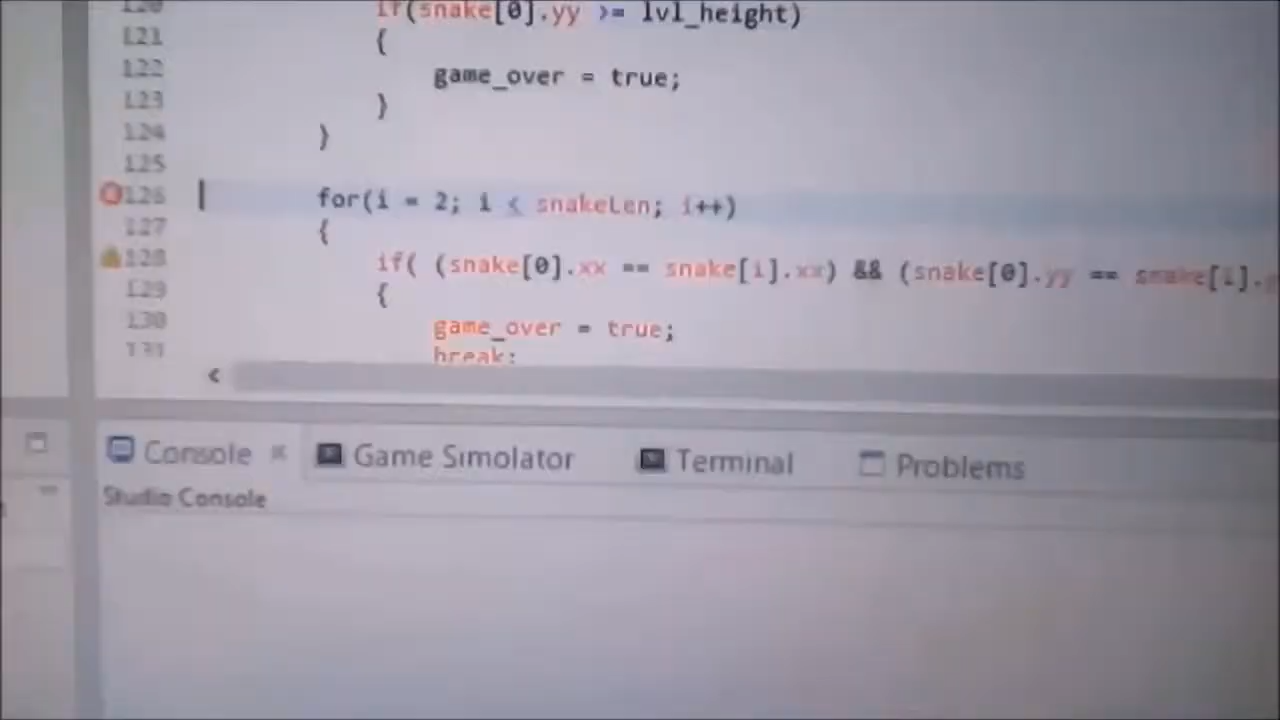 120 if(snake[0].yy >= lvl_height)
121 {
122 game_over = true;
123 }
124 }
125
126 for(i = 2; i < snakeLen; i++)
127 {
128 if( (snake[0].xx == snake[i].xx) && (snake[0].yy == snake[i].
129 {
130 game_over = true;
131 break;
Console Game Simolator Terminal Problems
Studio Console